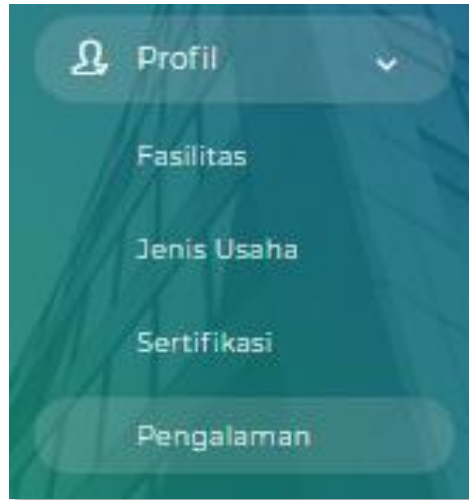 Profil
Fasilitas
Jenis Usaha
Sertifikasi
Pengalaman